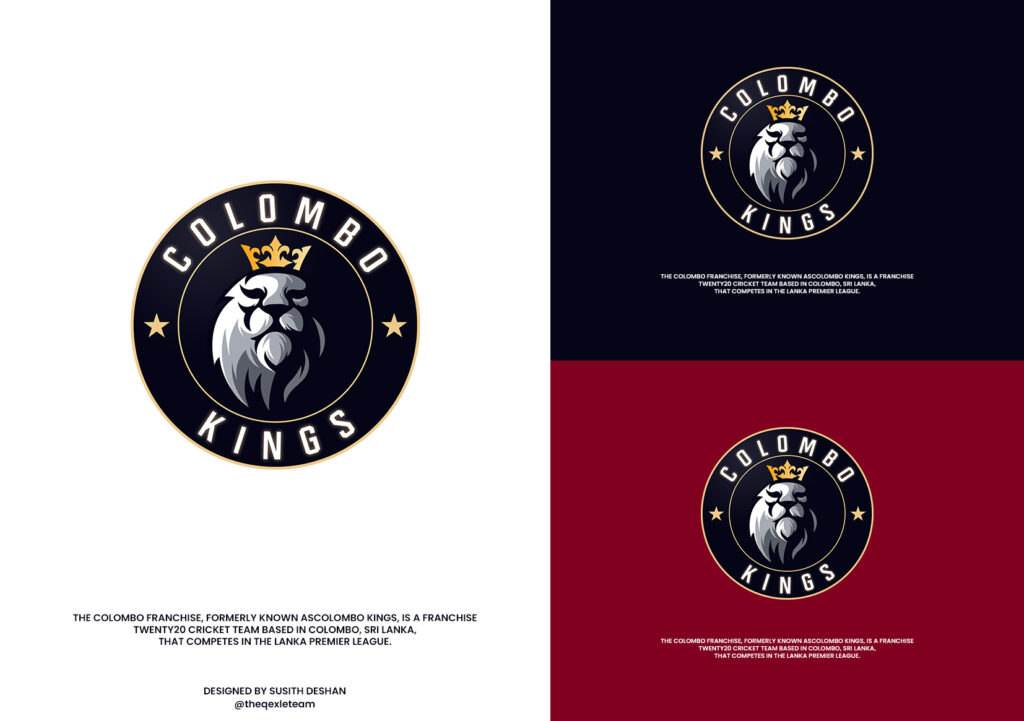 COLOMBO
KINGS
THE COLOMBO FRANCHISE, FORMERLY KNOWN ASCOLOMBO KINGS, IS A FRANCHISE
TWENTY20 CRICKET TEAM BASED IN COLOMBO, SRI LANKA,
THAT COMPETES IN THE LANKA PREMIER LEAGUE.
DESIGNED BY SUSITH DESHAN
@theqexleteam
COLOMBO
KINGS
THE COLOMBO FRANCHISE, FORMERLY KNOWN ASCOLOMBO KINGS, IS A FRANCHISE
TWENTY20 CRICKET TEAM BASED IN COLOMBO, SRI LANKA,
THAT COMPETES IN THE LANKA PREMIER LEAGUE.
COLOMBO
KINGS
THE COLOMBO FRANCHISE, FORMERLY KNOWN ASCOLOMBO KINGS, IS A FRANCHISE
TWENTY20 CRICKET TEAM BASED IN COLOMBO, SRI LANKA,
THAT COMPETES IN THE LANKA PREMIER LEAGUE.